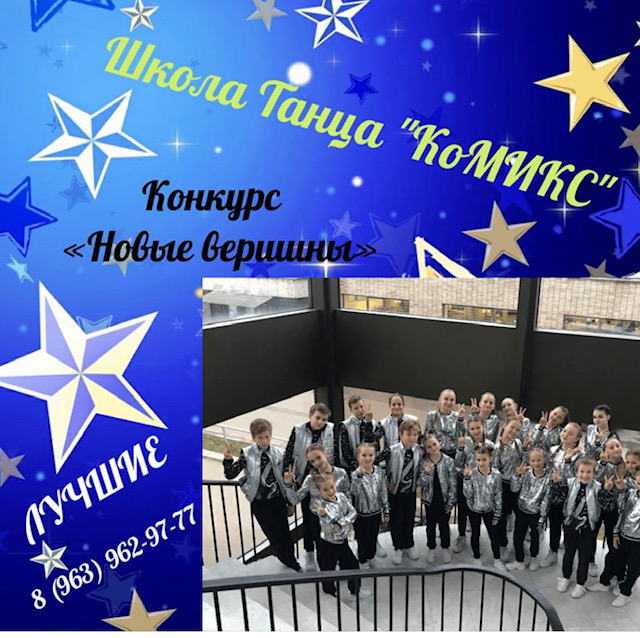 Школа Танца "КоМИКС"
Конкурс
«Новые вершины»
ЛУЧШИЕ
8 (963) 962-97-77